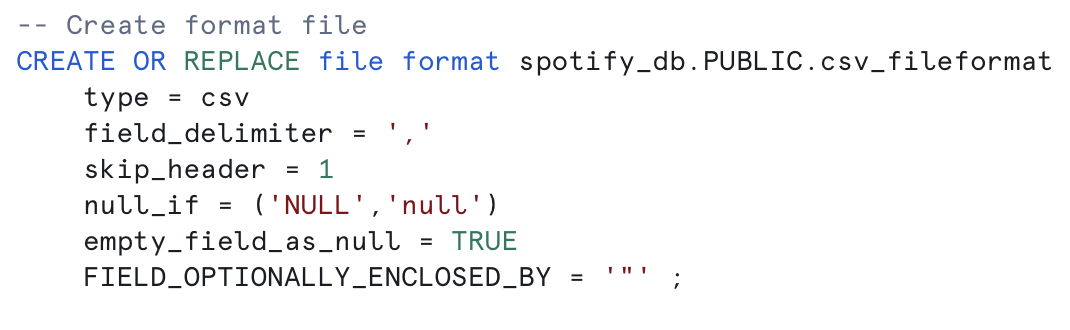 -- Create format file
CREATE OR REPLACE file format spotify_db.PUBLIC.csv_fileformat
    type = csv
    field_delimiter = ','
    skip_header = 1
    null_if = ('NULL','null')
    empty_field_as_null = TRUE
    FIELD_OPTIONALLY_ENCLOSED_BY = '"' ;